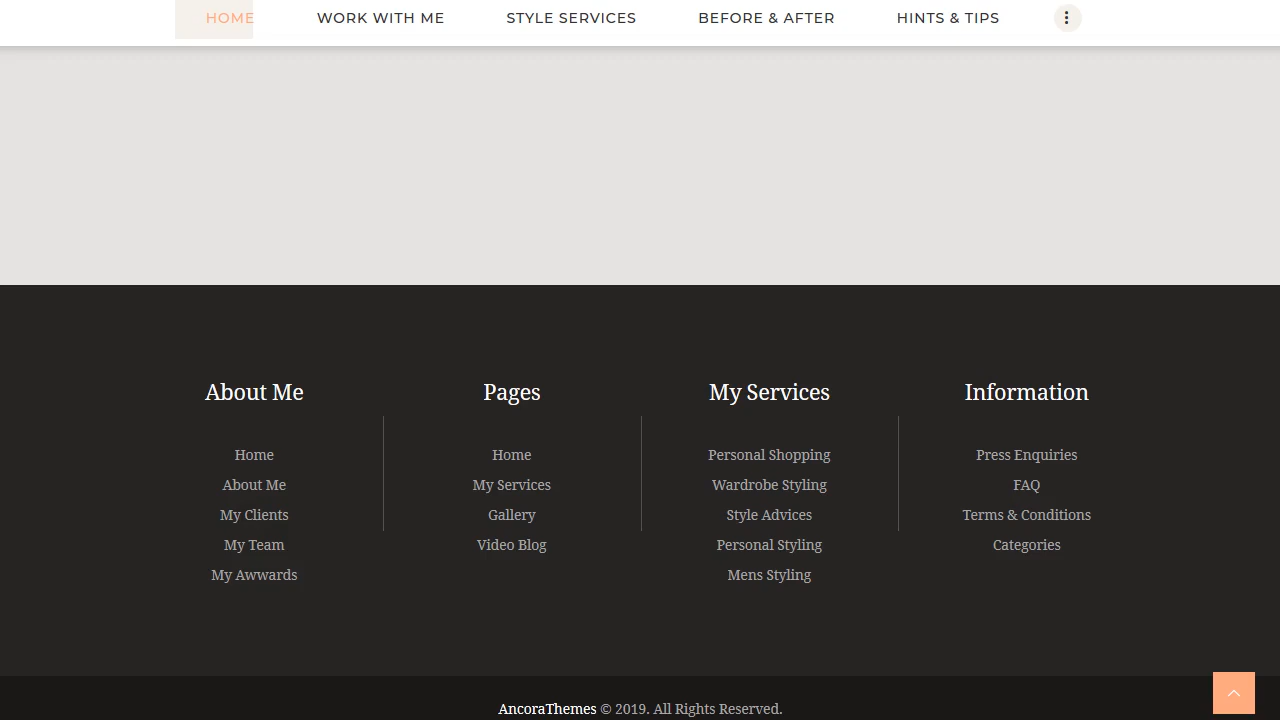 HOME WORK WITH ME STYLE SERVICES BEFORE & AFTER HINTS & TIPS
About Me
Home
About Me
My Clients
My Team
My Awwards
Pages
Home
My Services
Gallery
Video Blog
My Services
Personal Shopping
Wardrobe Styling
Style Advices
Personal Styling
Mens Styling
Information
Press Enquiries
FAQ
Terms & Conditions
Categories
AncoraThemes © 2019. All Rights Reserved.